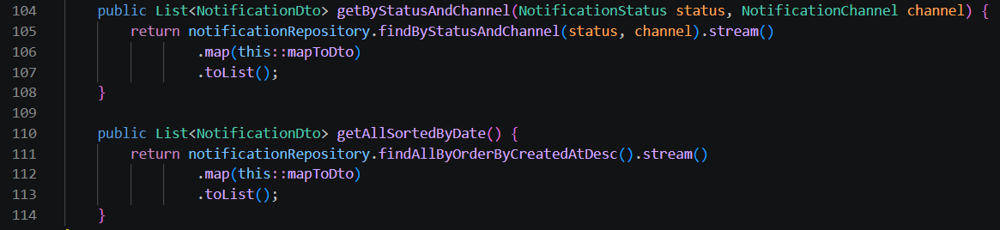 104 public List<NotificationDto> getByStatusAndChannel(NotificationStatus status, NotificationChannel channel) {
105 return notificationRepository.findByStatusAndChannel(status, channel).stream()
106 .map(this::mapToDto)
107 .toList();
108 }
109
110 public List<NotificationDto> getAllSortedByDate() {
111 return notificationRepository.findAllByOrderByCreatedAtDesc().stream()
112 .map(this::mapToDto)
113 .toList();
114 }